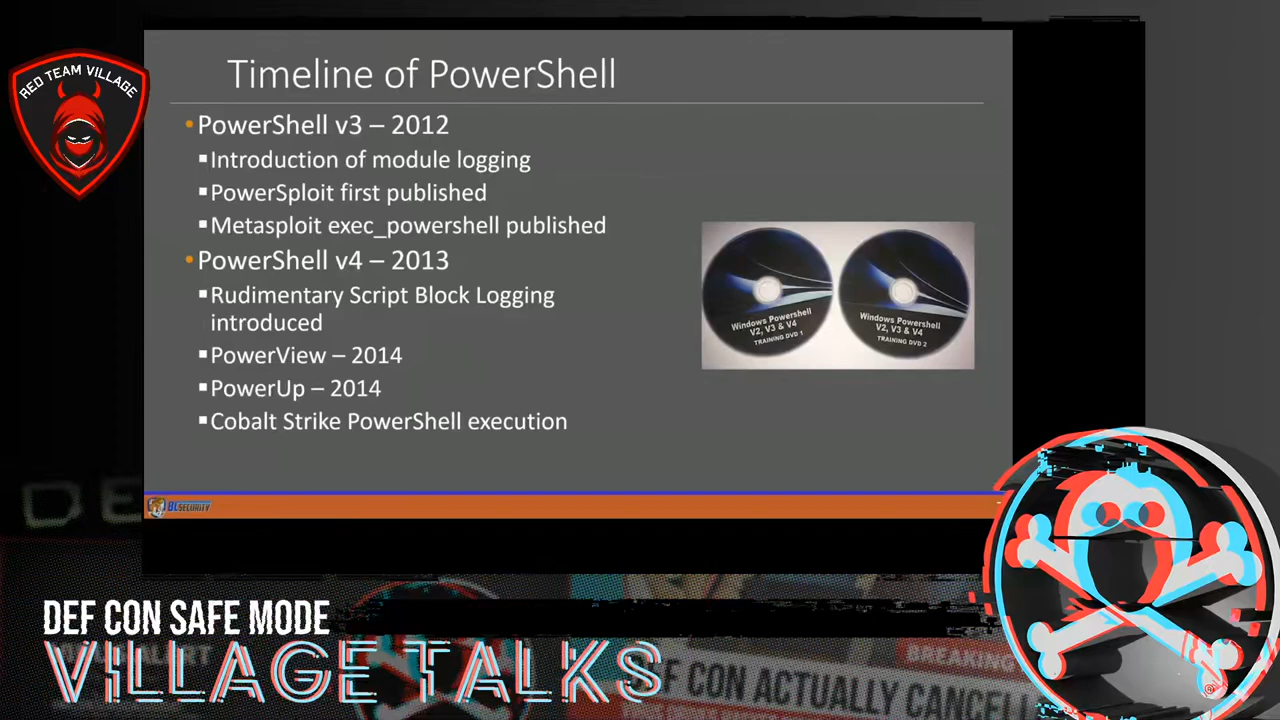 RED TEAM VILLAGE
Timeline of PowerShell
• PowerShell v3 – 2012
▪ Introduction of module logging
▪ PowerSploit first published
▪ Metasploit exec_powershell published
• PowerShell v4 – 2013
▪ Rudimentary Script Block Logging
introduced
▪ PowerView – 2014
▪ PowerUp – 2014
▪ Cobalt Strike PowerShell execution
Windows Powershell
V2, V3 & V4
TRAINING DVD 1
Windows Powershell
V2, V3 & V4
TRAINING DVD 2
BCSECURITY
DEF CON SAFE MODE
VILLAGE TALKS
BREAKING
DEF CON ACTUALLY CANCELL